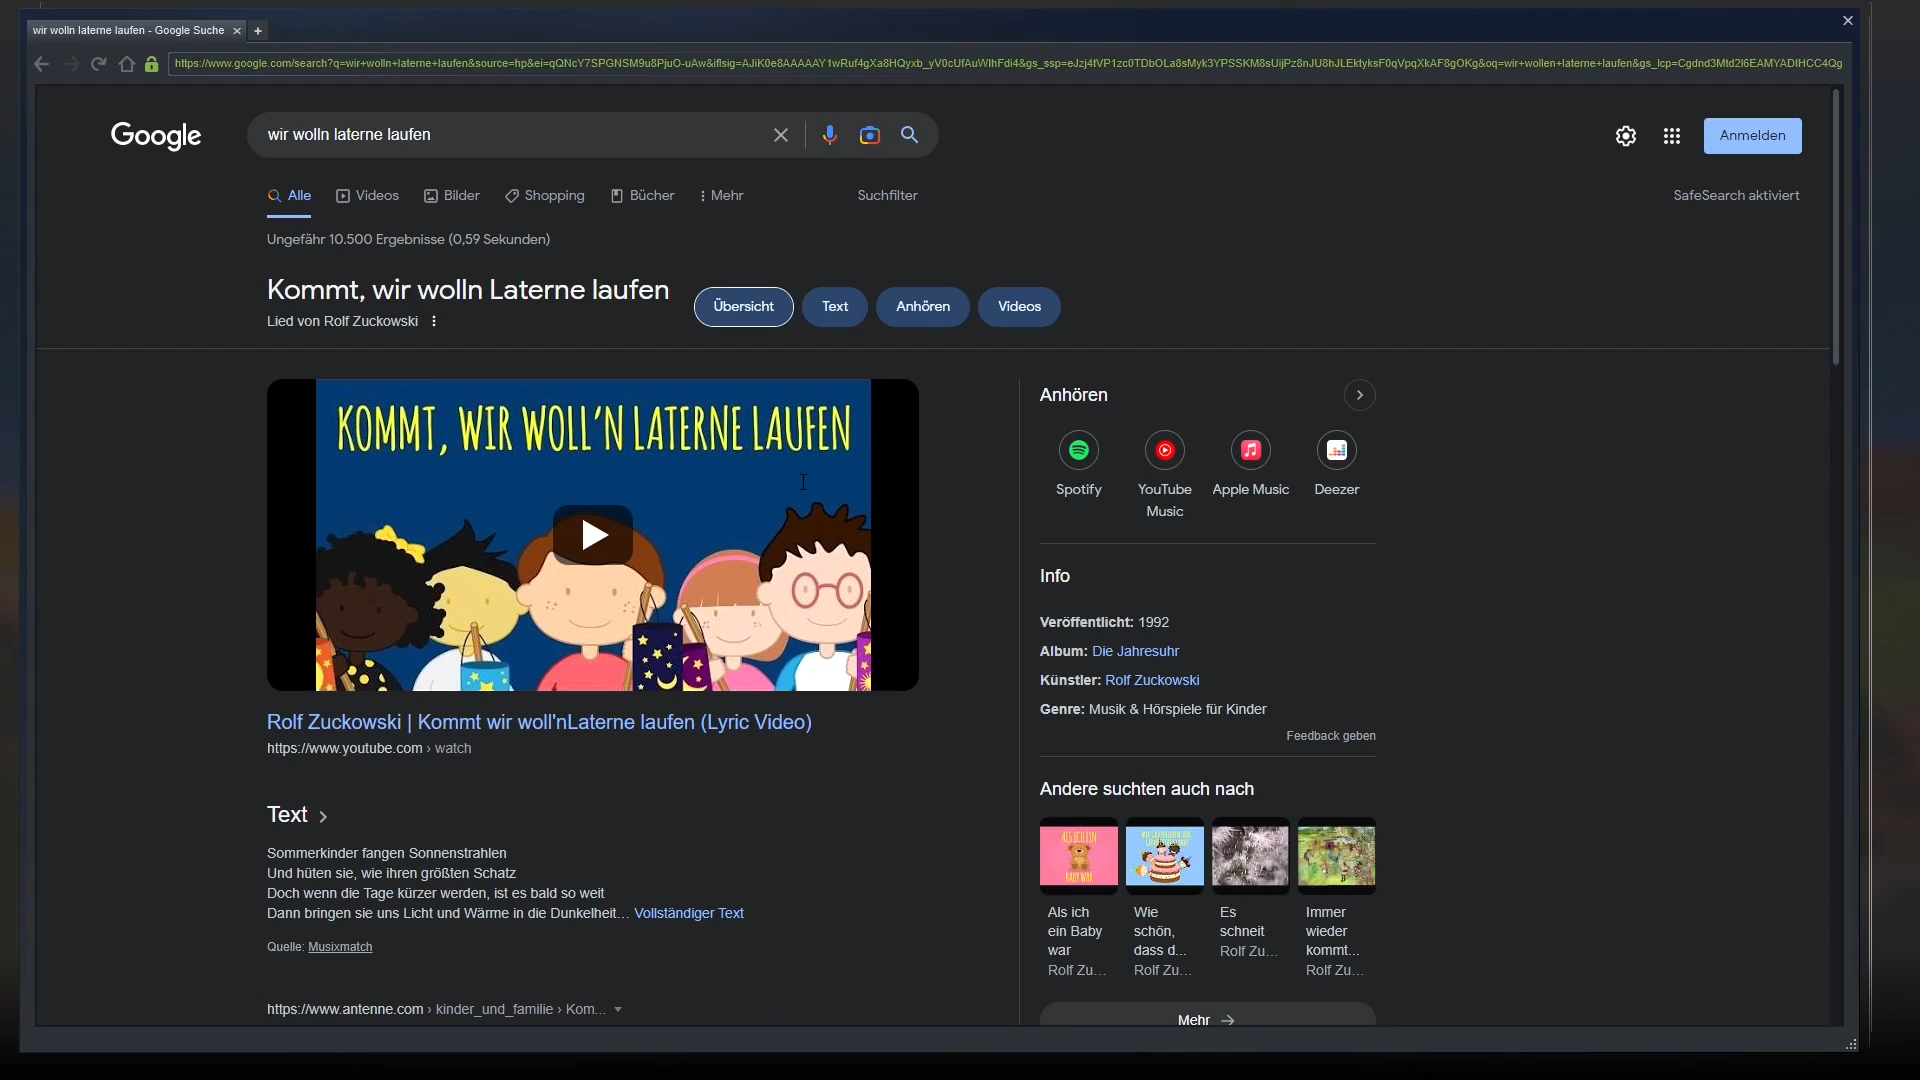 wir wolln laterne laufen - Google Suche
https://www.google.com/search?q=wir+wolln+laterne+laufen&source=hp&ei=qQNcY7SPGNSM9u8PjuO-uAw&iflsig=AJiK0e8AAAAAY1wRuf4gXa8HQyxb_yV0cUfAuWIhFdi4&gs_ssp=eJzj4tVP1zc0TDbOLa8sMyk3YPSSKM8sUijPz8nJU8hJLEktyksF0qVpqXkAF8gOKg&oq=wir+wollen+laterne+laufen&gs_lcp=Cgdnd3Mtd2l6EAMYADIHCC4Qg
Google
wir wolln laterne laufen
Anmelden
Alle Videos Bilder Shopping Bücher Mehr Suchfilter SafeSearch aktiviert
Ungefähr 10.500 Ergebnisse (0,59 Sekunden)
Kommt, wir wolln Laterne laufen
Lied von Rolf Zuckowski
Übersicht Text Anhören Videos
KOMMT, WIR WOLL'N LATERNE LAUFEN
Rolf Zuckowski | Kommt wir woll'nLaterne laufen (Lyric Video)
https://www.youtube.com › watch
Text
Sommerkinder fangen Sonnenstrahlen
Und hüten sie, wie ihren größten Schatz
Doch wenn die Tage kürzer werden, ist es bald so weit
Dann bringen sie uns Licht und Wärme in die Dunkelheit... Vollständiger Text
Quelle: Musixmatch
https://www.antenne.com › kinder_und_familie › Kom...
Anhören
Spotify
YouTube Music
Apple Music
Deezer
Info
Veröffentlicht: 1992
Album: Die Jahresuhr
Künstler: Rolf Zuckowski
Genre: Musik & Hörspiele für Kinder
Feedback geben
Andere suchten auch nach
ALS ICH EIN
BABY WAR
Als ich
ein Baby
war
Rolf Zu...
Wie
schön,
dass d...
Rolf Zu...
Es
schneit
Rolf Zu...
Immer
wieder
kommt...
Rolf Zu...
Mehr